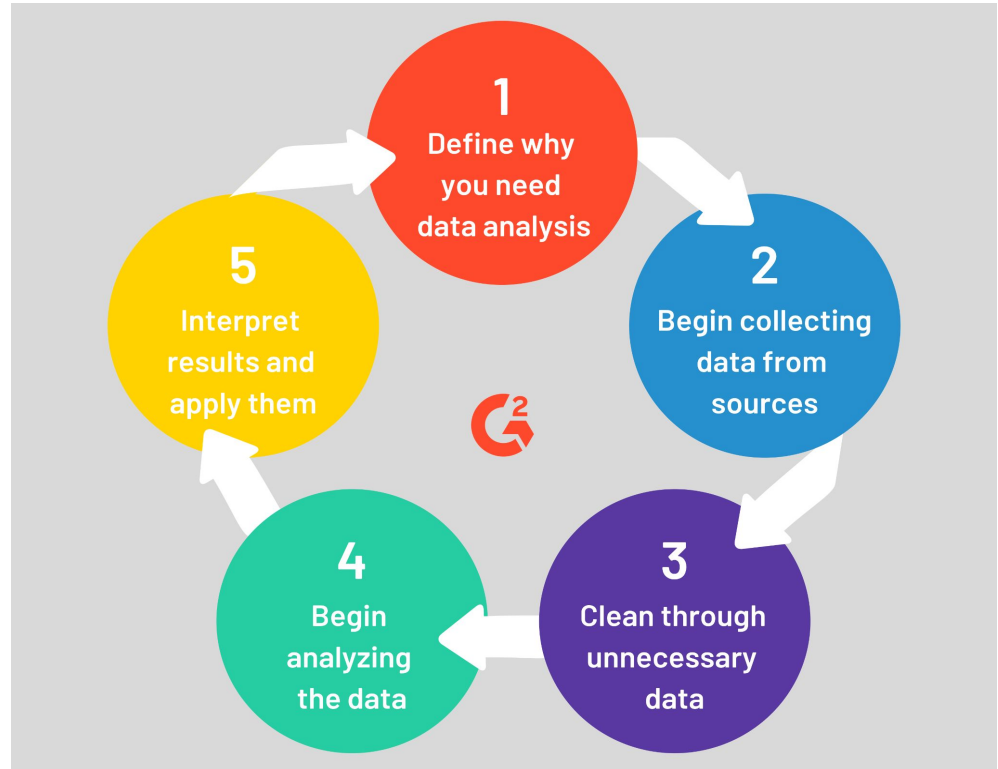 1
Define why
you need
data analysis
2
Begin collecting
data from
sources
3
Clean through
unnecessary
data
4
Begin
analyzing
the data
5
Interpret
results and
apply them
G2